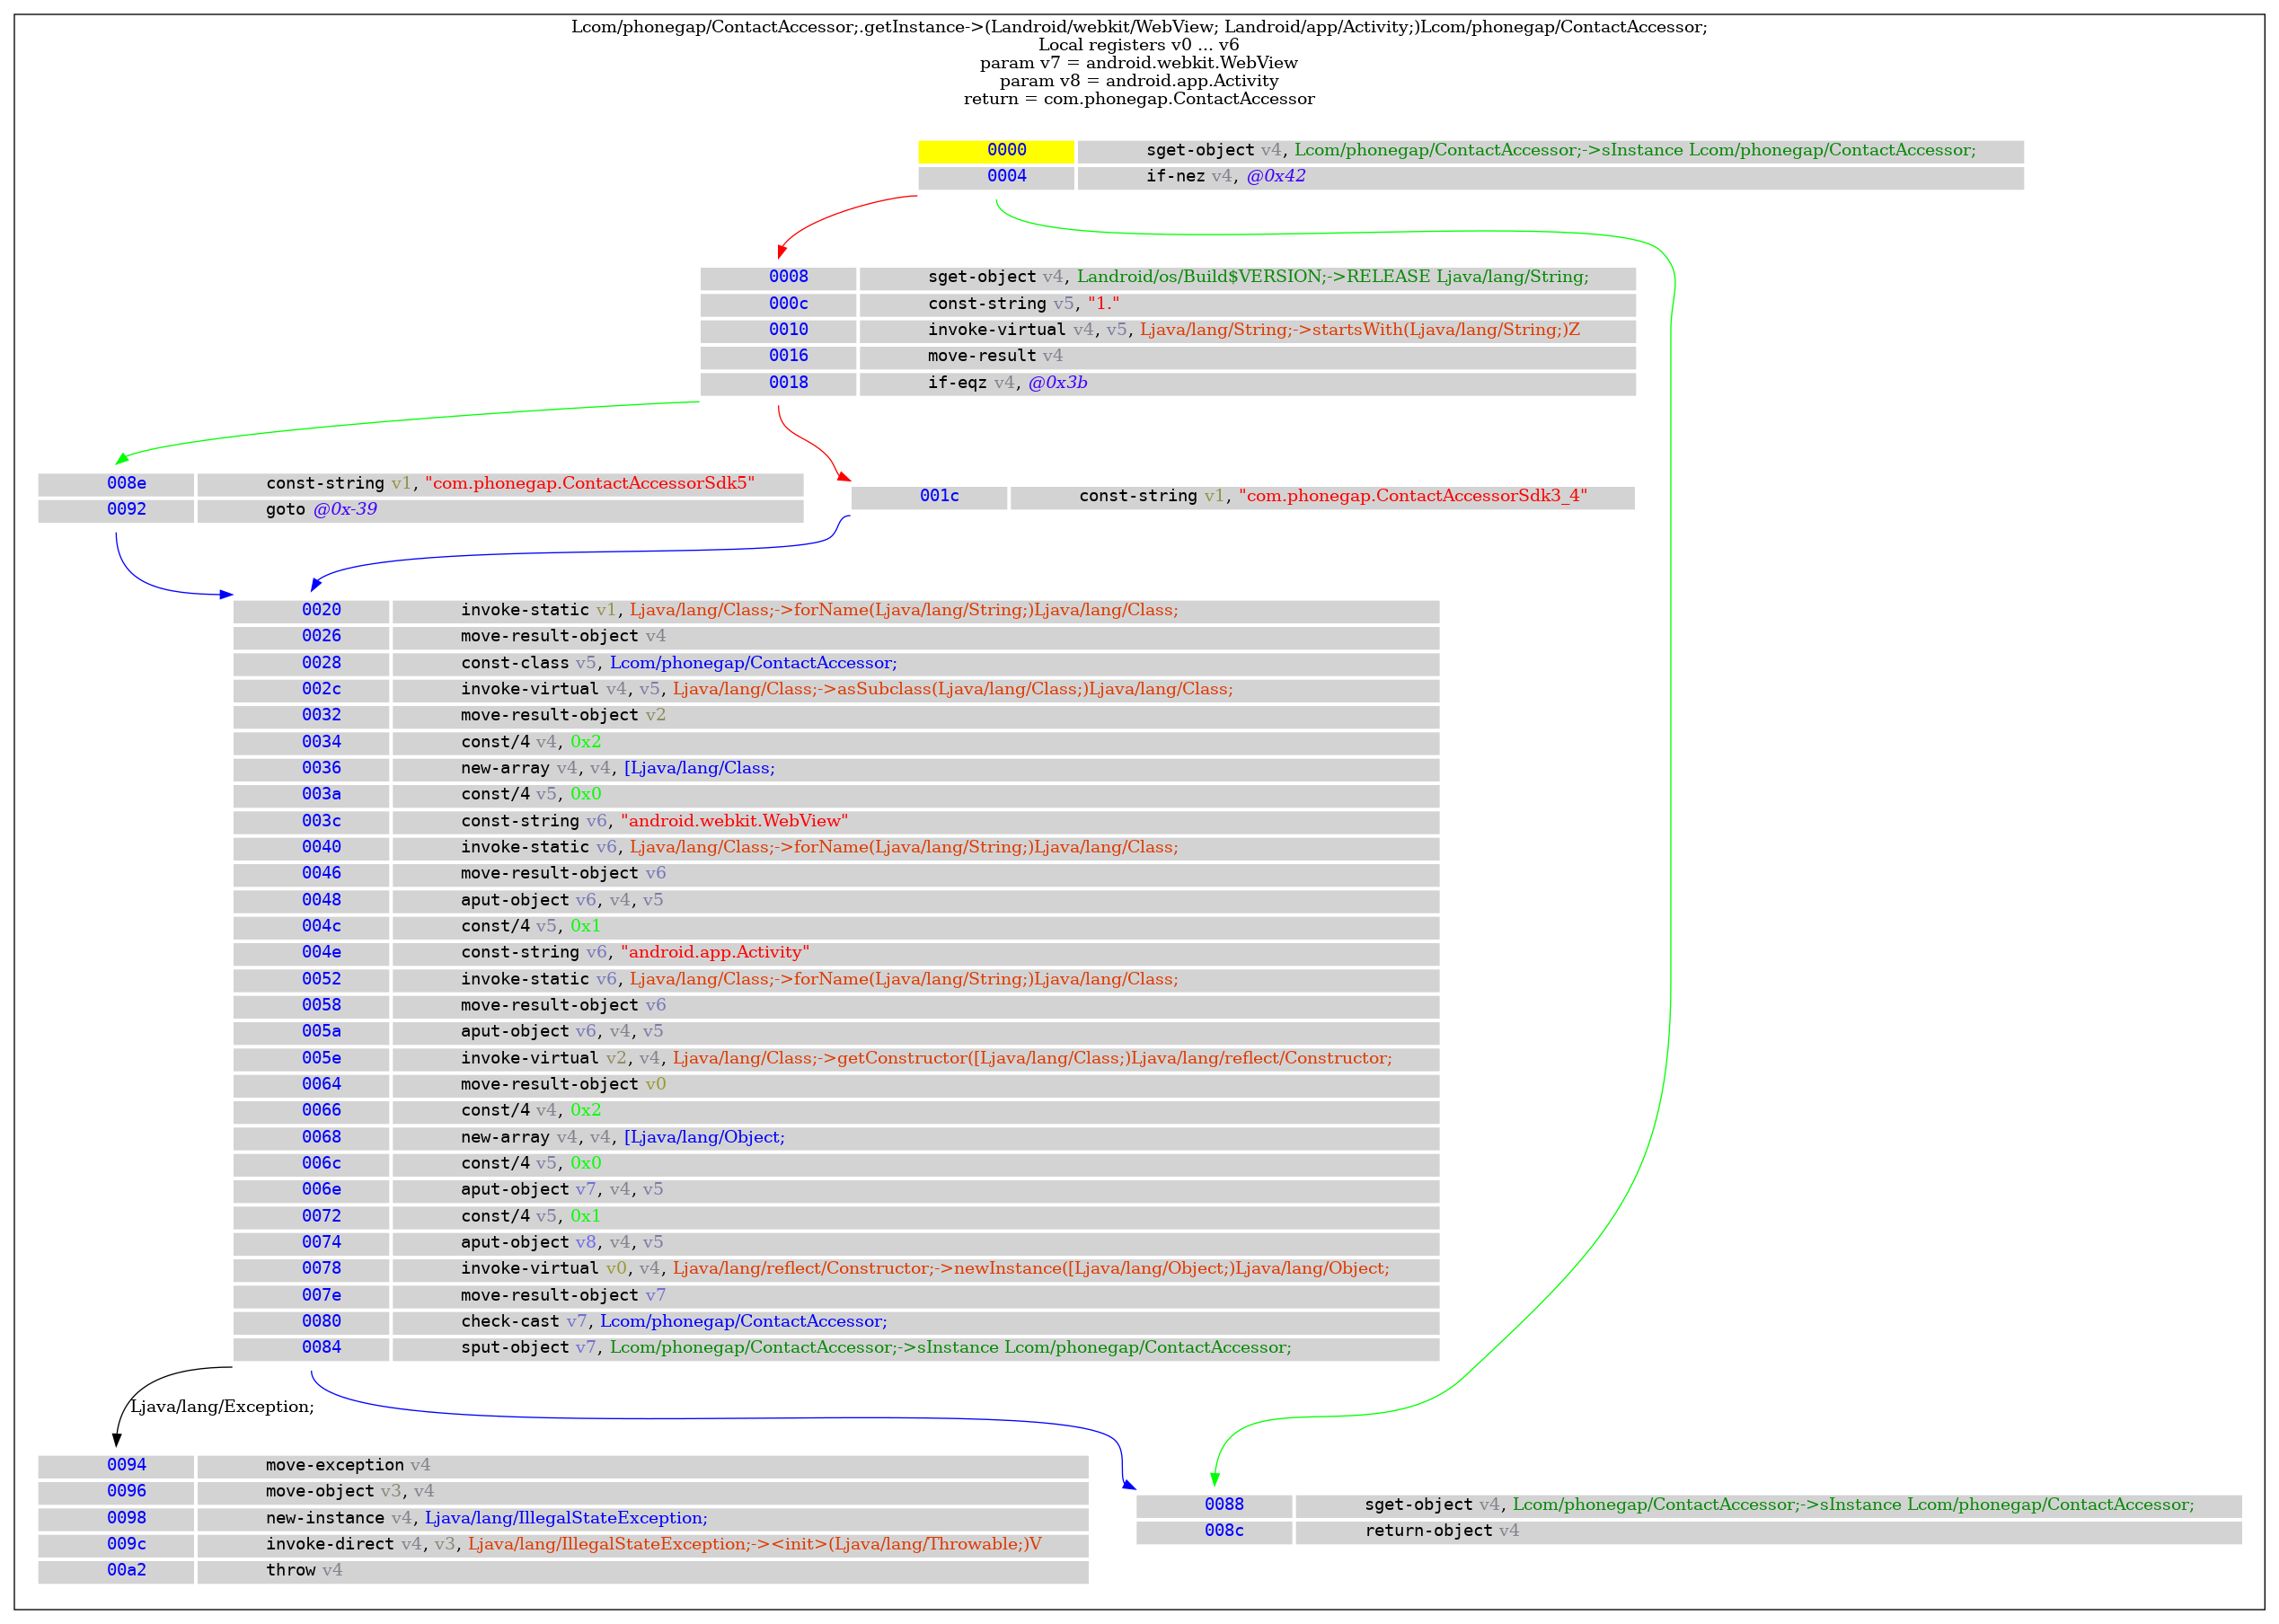 Lcom/phonegap/ContactAccessor;.getInstance->(Landroid/webkit/WebView; Landroid/app/Activity;)Lcom/phonegap/ContactAccessor;
Local registers v0 ... v6
param v7 = android.webkit.WebView
param v8 = android.app.Activity
return = com.phonegap.ContactAccessor
0000 sget-object v4, Lcom/phonegap/ContactAccessor;->sInstance Lcom/phonegap/ContactAccessor;
0004 if-nez v4, @0x42
0008 sget-object v4, Landroid/os/Build$VERSION;->RELEASE Ljava/lang/String;
000c const-string v5, "1."
0010 invoke-virtual v4, v5, Ljava/lang/String;->startsWith(Ljava/lang/String;)Z
0016 move-result v4
0018 if-eqz v4, @0x3b
008e const-string v1, "com.phonegap.ContactAccessorSdk5"
0092 goto @0x-39
001c const-string v1, "com.phonegap.ContactAccessorSdk3_4"
0020 invoke-static v1, Ljava/lang/Class;->forName(Ljava/lang/String;)Ljava/lang/Class;
0026 move-result-object v4
0028 const-class v5, Lcom/phonegap/ContactAccessor;
002c invoke-virtual v4, v5, Ljava/lang/Class;->asSubclass(Ljava/lang/Class;)Ljava/lang/Class;
0032 move-result-object v2
0034 const/4 v4, 0x2
0036 new-array v4, v4, [Ljava/lang/Class;
003a const/4 v5, 0x0
003c const-string v6, "android.webkit.WebView"
0040 invoke-static v6, Ljava/lang/Class;->forName(Ljava/lang/String;)Ljava/lang/Class;
0046 move-result-object v6
0048 aput-object v6, v4, v5
004c const/4 v5, 0x1
004e const-string v6, "android.app.Activity"
0052 invoke-static v6, Ljava/lang/Class;->forName(Ljava/lang/String;)Ljava/lang/Class;
0058 move-result-object v6
005a aput-object v6, v4, v5
005e invoke-virtual v2, v4, Ljava/lang/Class;->getConstructor([Ljava/lang/Class;)Ljava/lang/reflect/Constructor;
0064 move-result-object v0
0066 const/4 v4, 0x2
0068 new-array v4, v4, [Ljava/lang/Object;
006c const/4 v5, 0x0
006e aput-object v7, v4, v5
0072 const/4 v5, 0x1
0074 aput-object v8, v4, v5
0078 invoke-virtual v0, v4, Ljava/lang/reflect/Constructor;->newInstance([Ljava/lang/Object;)Ljava/lang/Object;
007e move-result-object v7
0080 check-cast v7, Lcom/phonegap/ContactAccessor;
0084 sput-object v7, Lcom/phonegap/ContactAccessor;->sInstance Lcom/phonegap/ContactAccessor;
Ljava/lang/Exception;
0094 move-exception v4
0096 move-object v3, v4
0098 new-instance v4, Ljava/lang/IllegalStateException;
009c invoke-direct v4, v3, Ljava/lang/IllegalStateException;-><init>(Ljava/lang/Throwable;)V
00a2 throw v4
0088 sget-object v4, Lcom/phonegap/ContactAccessor;->sInstance Lcom/phonegap/ContactAccessor;
008c return-object v4